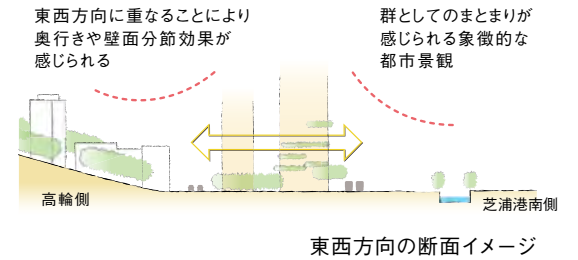 東西方向に重なることにより
奥行きや壁面分節効果が
感じられる
群としてのまとまりが
感じられる象徴的な
都市景観
高輪側
芝浦港南側
東西方向の断面イメージ